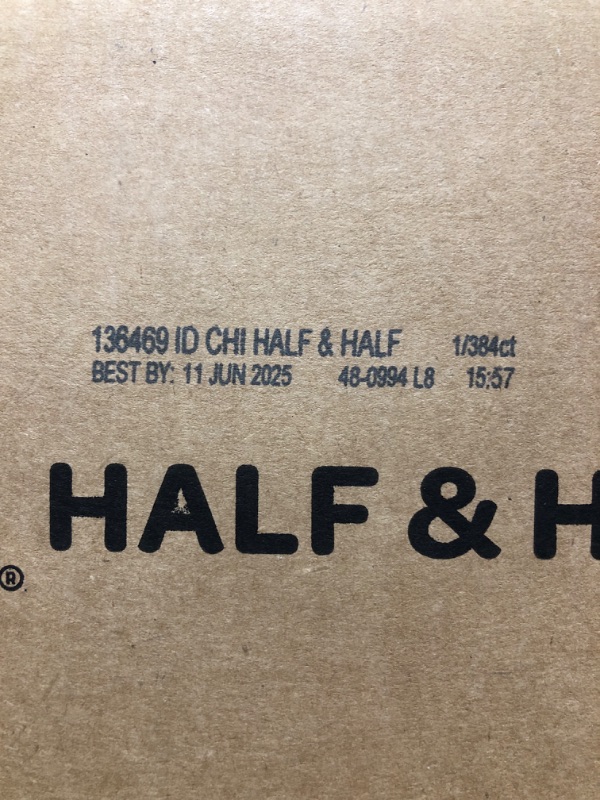 136469 ID CHI HALF & HALF 1/384ct
BEST BY: 11 JUN 2025 48-0994 L8 15:57
HALF & H
®